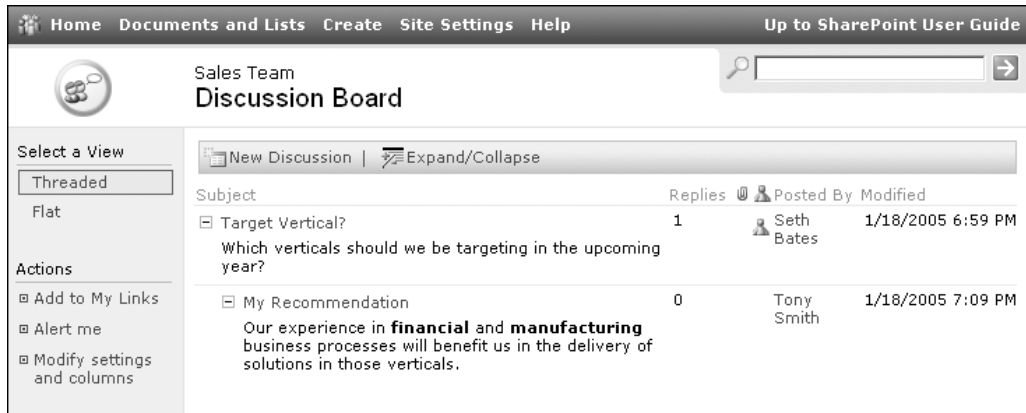 Home Documents and Lists Create Site Settings Help Up to SharePoint User Guide
Sales Team
Discussion Board
Select a View
Threaded
Flat
Actions
Add to My Links
Alert me
Modify settings
and columns
New Discussion | Expand/Collapse
Subject Replies Posted By Modified
Target Vertical? 1 Seth Bates 1/18/2005 6:59 PM
Which verticals should we be targeting in the upcoming
year?
My Recommendation 0 Tony Smith 1/18/2005 7:09 PM
Our experience in financial and manufacturing
business processes will benefit us in the delivery of
solutions in those verticals.